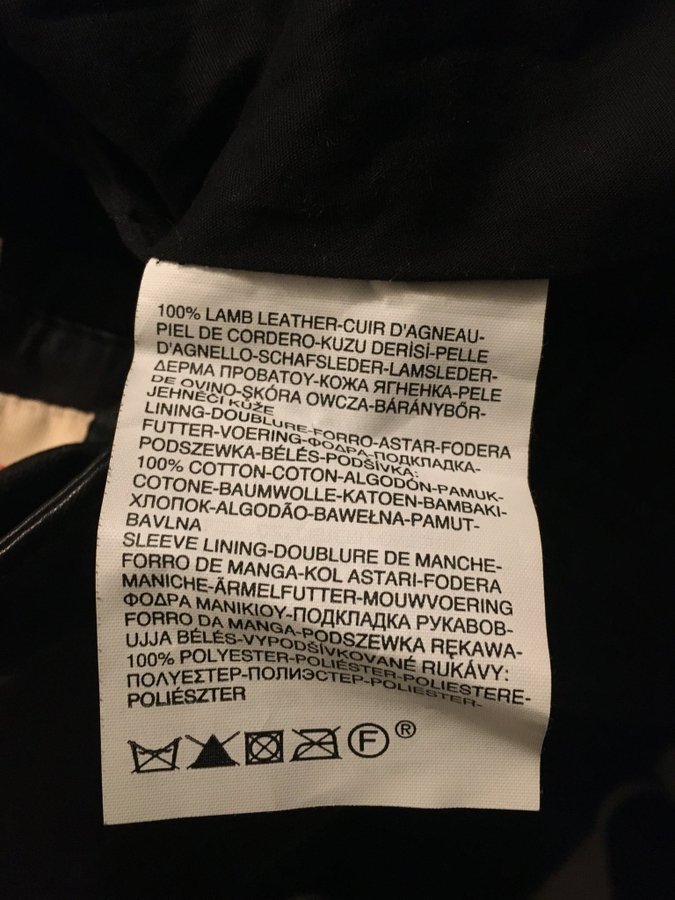 100% LAMB LEATHER-CUIR D'AGNEAU-
PIEL DE CORDERO-KUZU DERİSİ-PELLE
D'AGNELLO-SCHAFSLEDER-LAMSLEDER-
ΔΕΡΜΑ ΠΡΟΒΑΤΟΥ-КОЖА ЯГНЕНКА-PELE
DE OVINO-SKÓRA OWCZA-BÁRÁNYBŐR-
JEHNĚČÍ KŮŽE
LINING-DOUBLURE-FORRO-ASTAR-FODERA
FUTTER-VOERING-ΦΟΔΡΑ-ПОДКЛАДКА-
PODSZEWKA-BÉLÉS-PODŠÍVKA:
100% COTTON-COTON-ALGODÓN-PAMUK-
COTONE-BAUMWOLLE-KATOEN-BAMBAKI-
ХЛОПОК-ALGODÃO-BAWEŁNA-PAMUT-
BAVLNA
SLEEVE LINING-DOUBLURE DE MANCHE-
FORRO DE MANGA-KOL ASTARI-FODERA
MANICHE-ÄRMELFUTTER-MOUWVOERING
ΦΟΔΡΑ ΜΑΝΙΚΙΟΥ-ПОДКЛАДКА РУКАВОВ-
FORRO DA MANGA-PODSZEWKA RĘKAWA-
UJJA BÉLÉS-VYPODŠÍVKOVANÉ RUKÁVY:
100% POLYESTER-POLIÉSTER-POLIESTERE-
ΠΟΛΥΕΣΤΕΡ-ПОЛИЭСТЕР-POLIESTER-
POLIÉSZTER
F ®